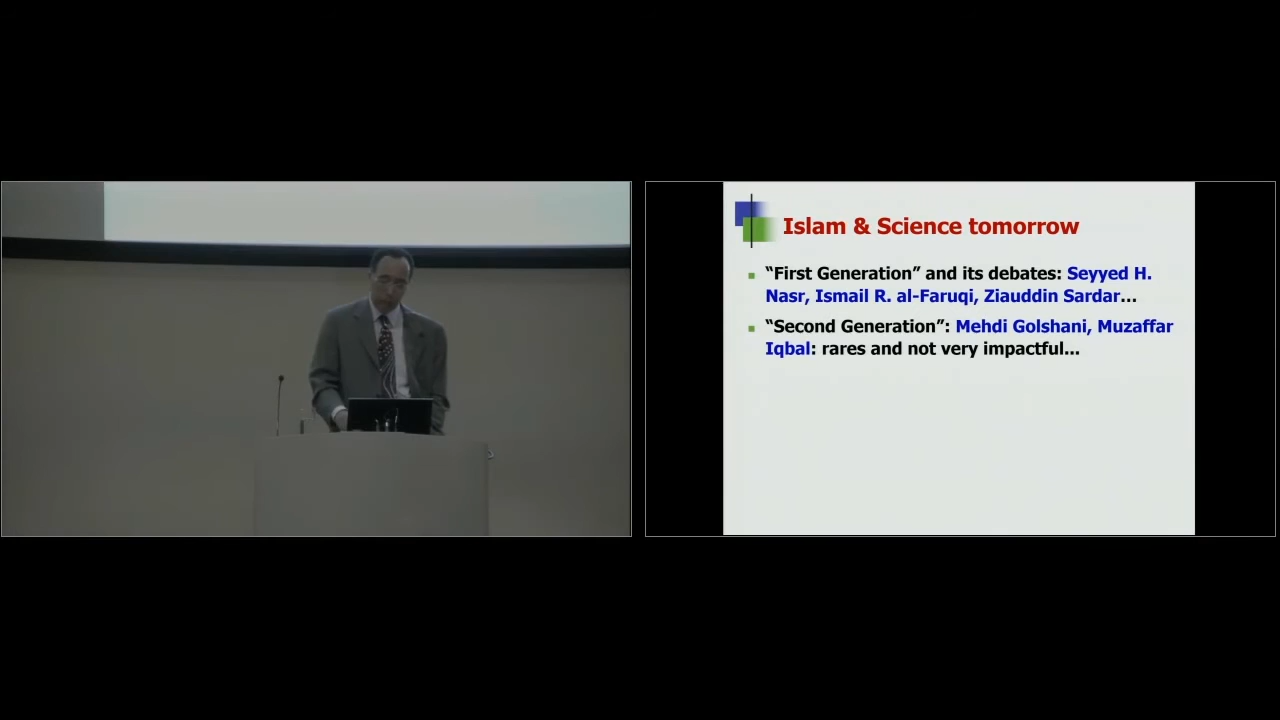 Islam & Science tomorrow
“First Generation” and its debates: Seyyed H.
Nasr, Ismail R. al-Faruqi, Ziauddin Sardar...
“Second Generation”: Mehdi Golshani, Muzaffar
Iqbal: rares and not very impactful...